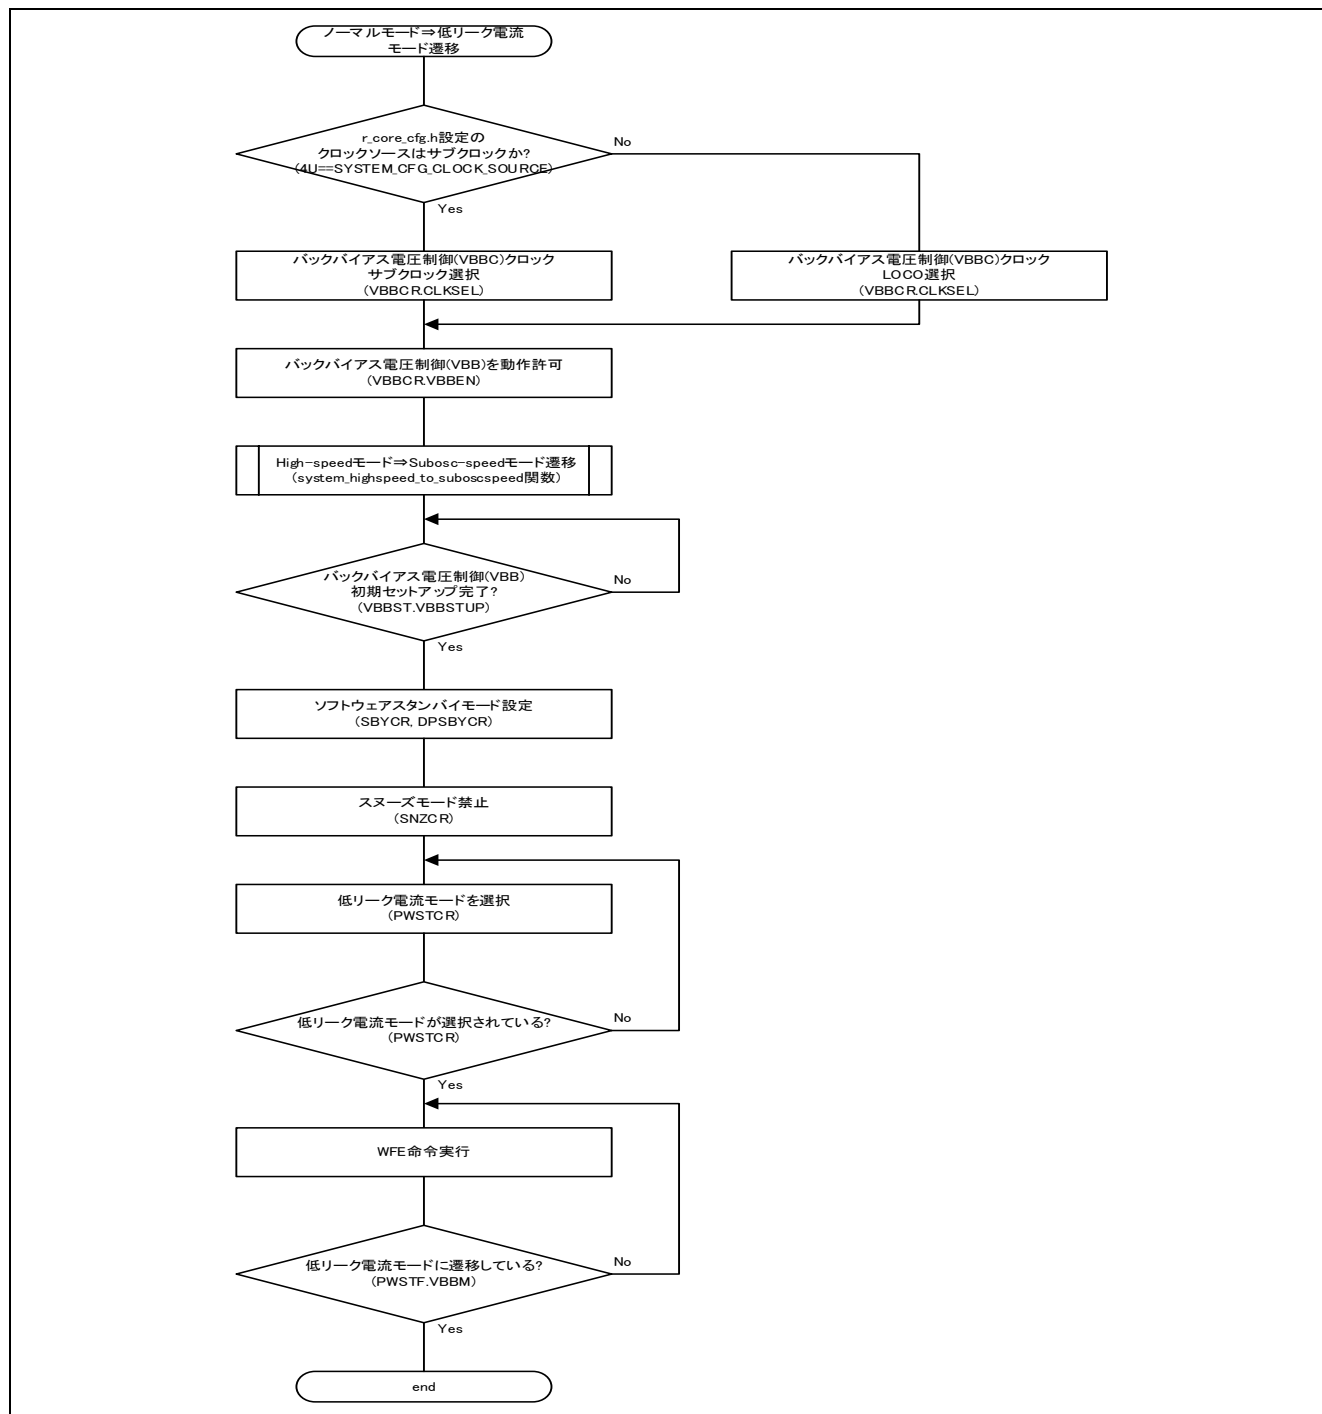 ノーマルモード⇒低リーク電流
モード遷移
r_core_cfg.h設定の
クロックソースはサブクロックか?
(4U==SYSTEM_CFG_CLOCK_SOURCE)
No
Yes
バックバイアス電圧制御(VBBC)クロック
サブクロック選択
(VBBCR.CLKSEL)
バックバイアス電圧制御(VBBC)クロック
LOCO選択
(VBBCR.CLKSEL)
バックバイアス電圧制御(VBB)を動作許可
(VBBCR.VBBEN)
High-speedモード⇒Subosc-speedモード遷移
(system_highspeed_to_suboscspeed関数)
バックバイアス電圧制御(VBB)
初期セットアップ完了?
(VBBST.VBBSTUP)
No
Yes
ソフトウェアスタンバイモード設定
(SBYCR, DPSBYCR)
スヌーズモード禁止
(SNZCR)
低リーク電流モードを選択
(PWSTCR)
低リーク電流モードが選択されている?
(PWSTCR)
No
Yes
WFE命令実行
低リーク電流モードに遷移している?
(PWSTF.VBBM)
No
Yes
end